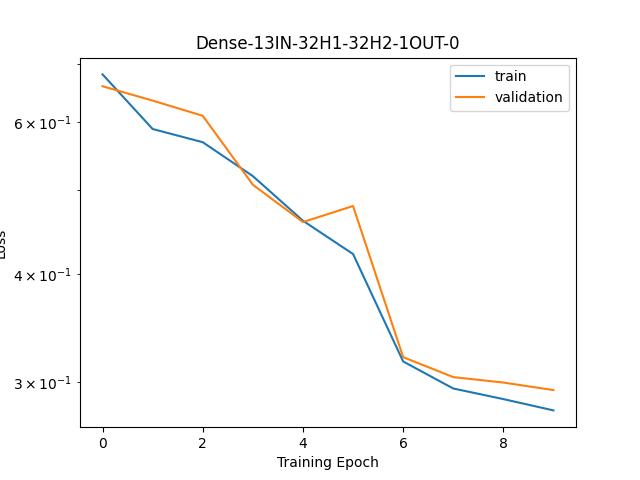 Dense-13IN-32H1-32H2-1OUT-0
train
validation
6 × 10⁻¹
4 × 10⁻¹
3 × 10⁻¹
Loss
0 2 4 6 8
Training Epoch